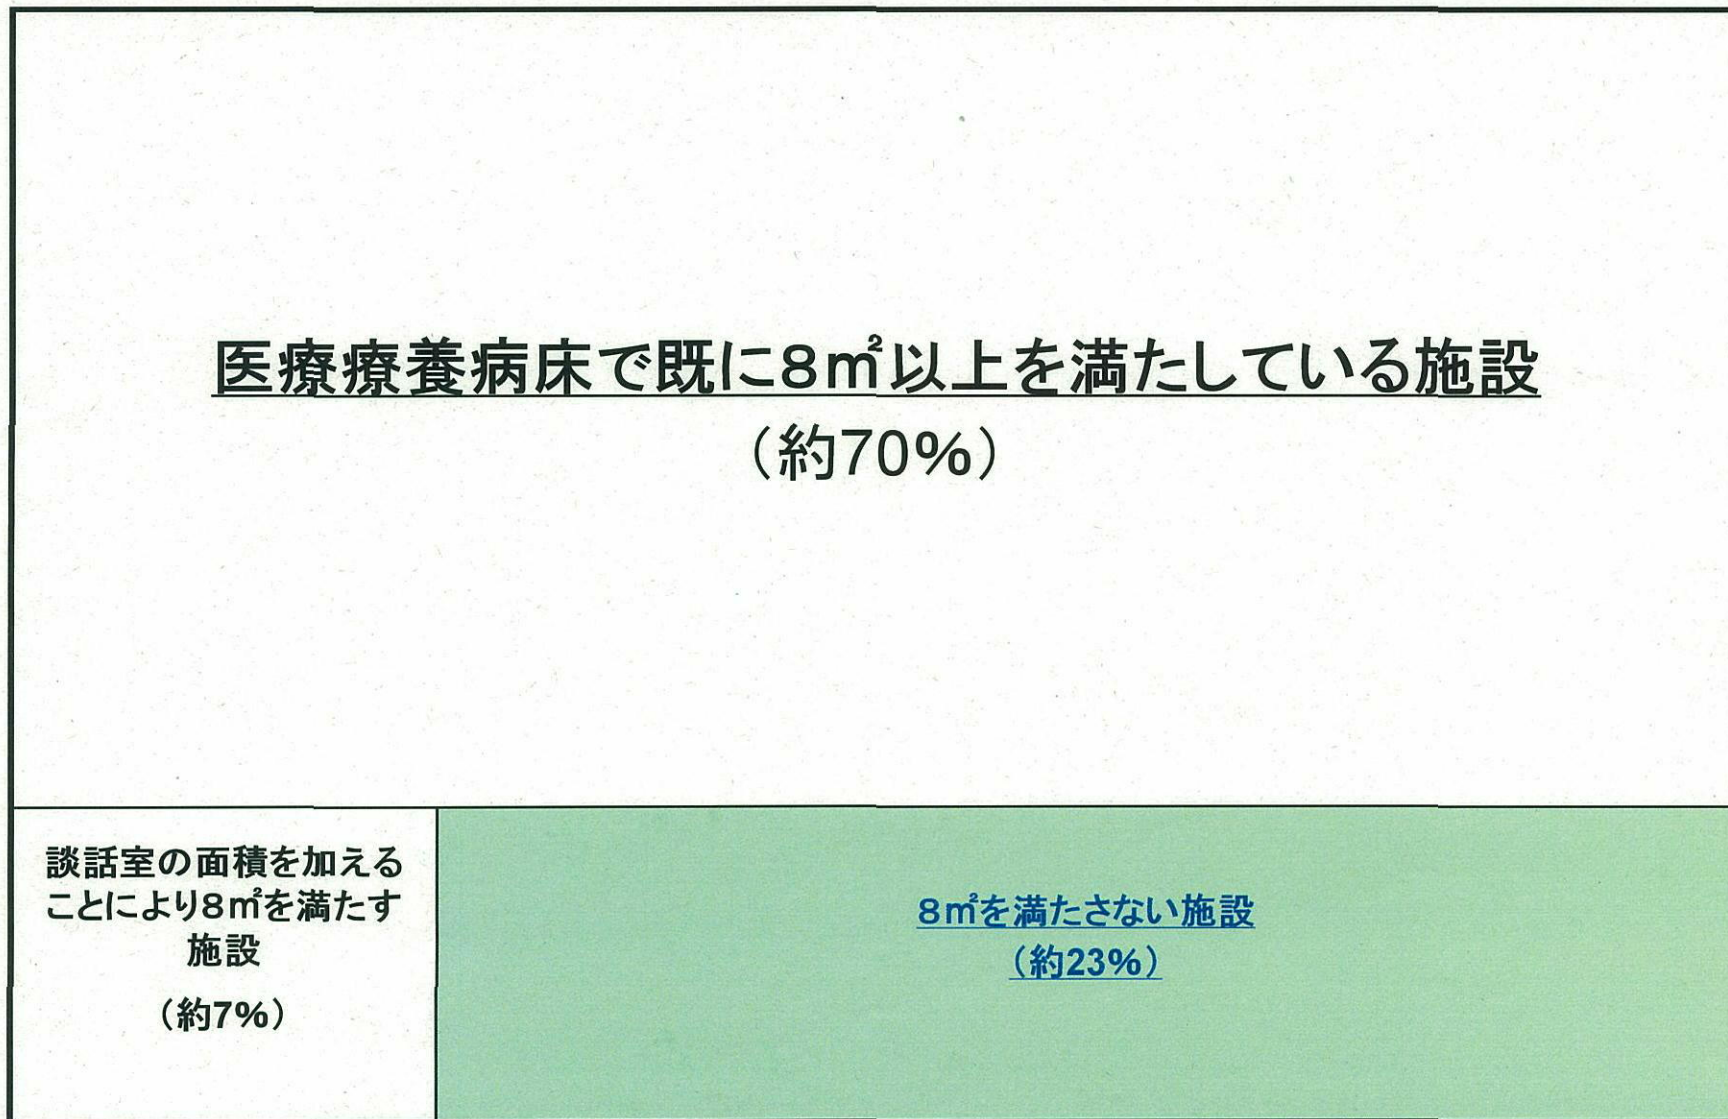 医療療養病床で既に８㎡以上を満たしている施設
（約70%）
談話室の面積を加える
ことにより8㎡を満たす
施設
（約7%）
8㎡を満たさない施設
（約23%）